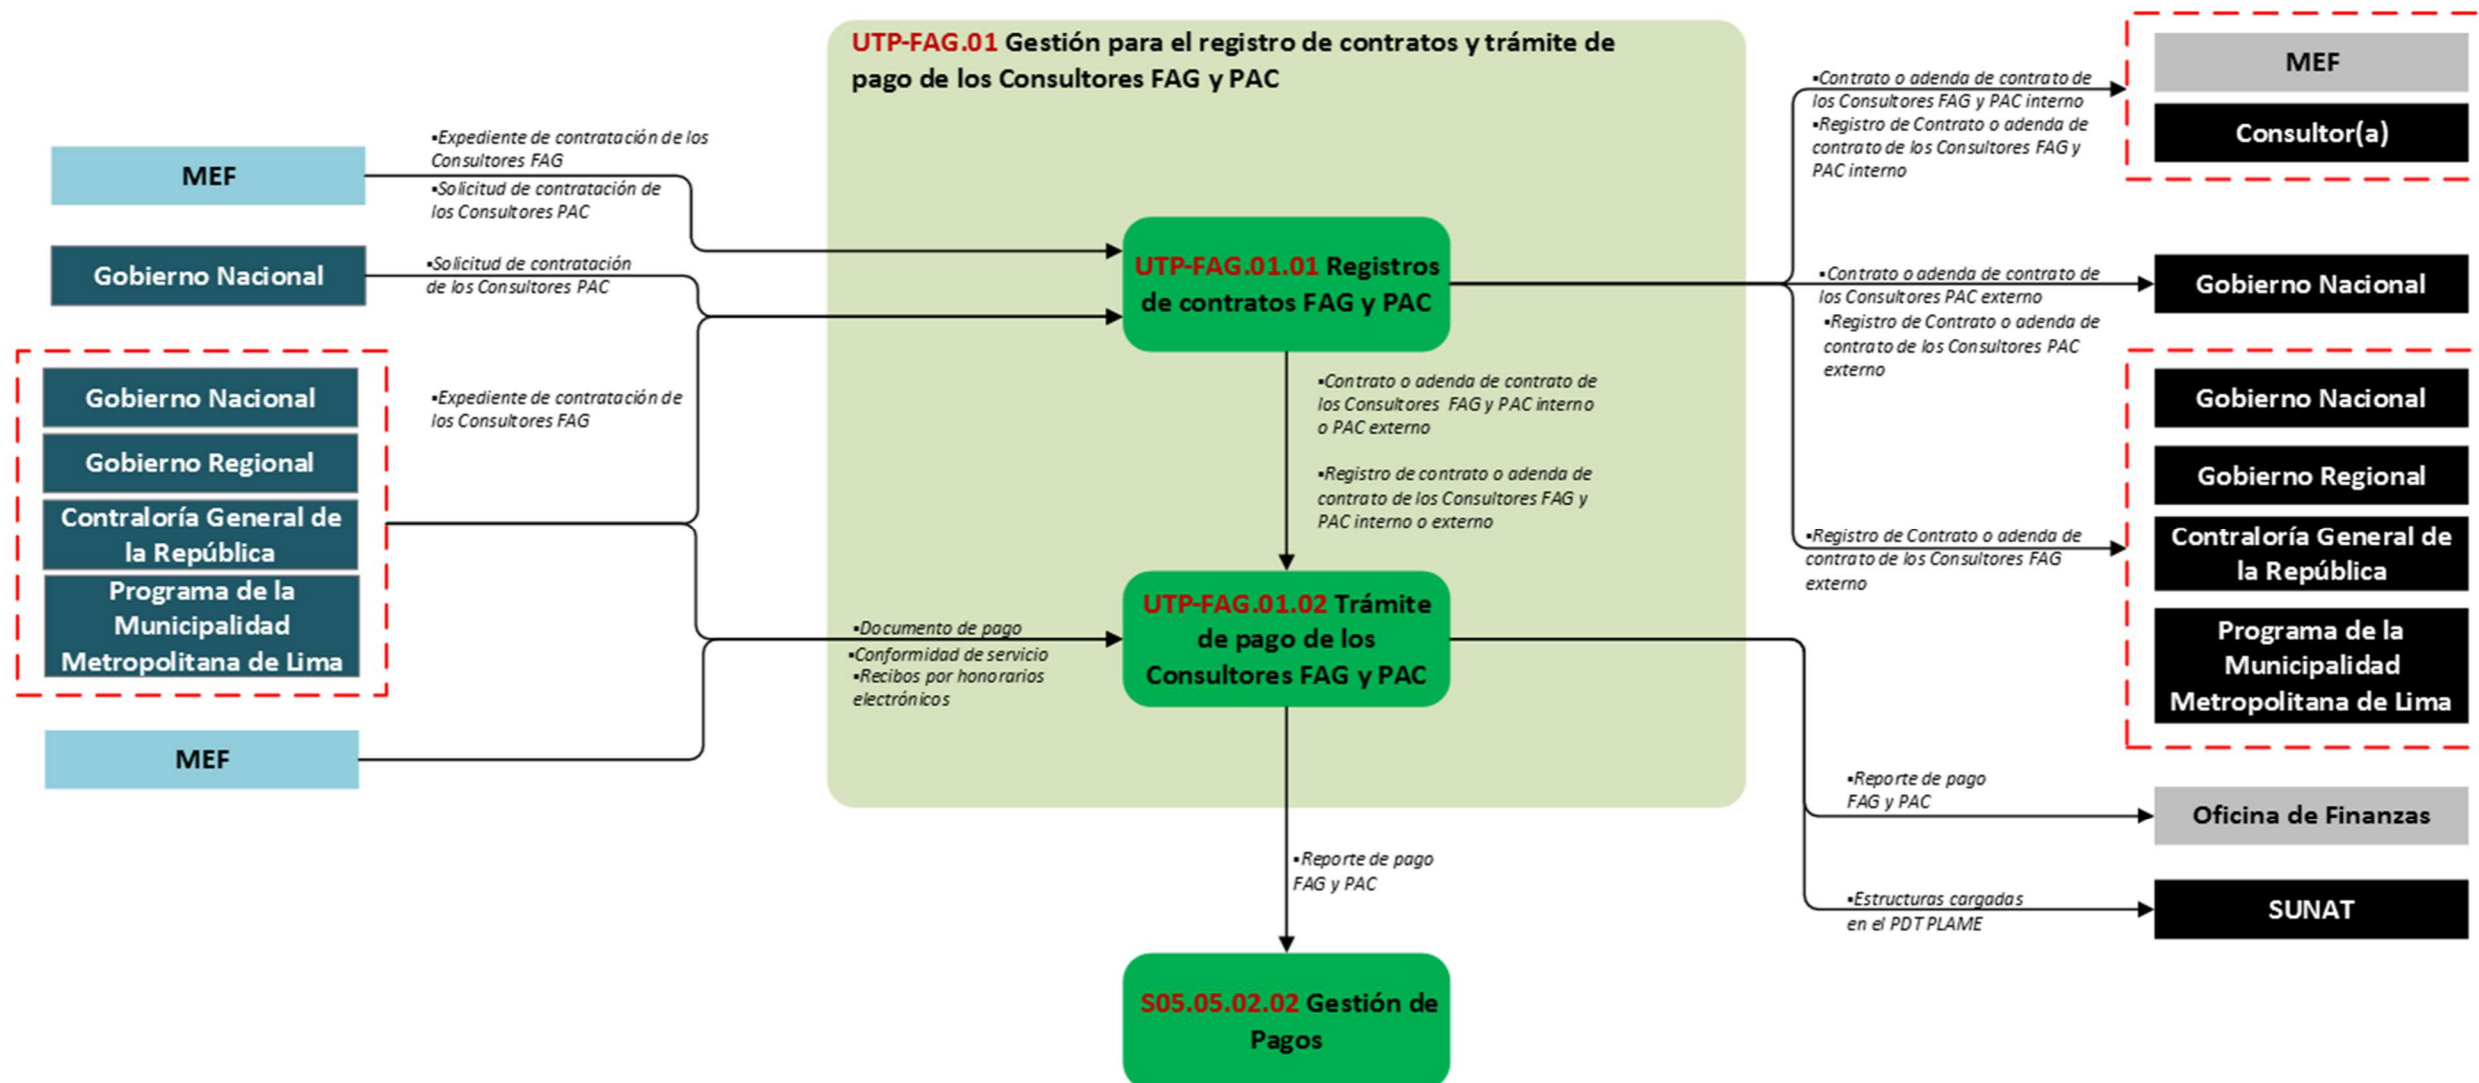 UTP-FAG.01 Gestión para el registro de contratos y trámite de
pago de los Consultores FAG y PAC
MEF
▪Expediente de contratación de los
Consultores FAG
▪Solicitud de contratación de
los Consultores PAC
Gobierno Nacional
▪Solicitud de contratación
de los Consultores PAC
Gobierno Nacional
Gobierno Regional
Contraloría General de
la República
Programa de la
Municipalidad
Metropolitana de Lima
▪Expediente de contratación de
los Consultores FAG
MEF
▪Documento de pago
▪Conformidad de servicio
▪Recibos por honorarios
electrónicos
UTP-FAG.01.01 Registros
de contratos FAG y PAC
▪Contrato o adenda de contrato de
los Consultores FAG y PAC interno
o PAC externo
▪Registro de contrato o adenda de
contrato de los Consultores FAG y
PAC interno o externo
UTP-FAG.01.02 Trámite
de pago de los
Consultores FAG y PAC
▪Reporte de pago
FAG y PAC
S05.05.02.02 Gestión de
Pagos
▪Contrato o adenda de contrato de
los Consultores FAG y PAC interno
▪Registro de Contrato o adenda de
contrato de los Consultores FAG y
PAC interno
MEF
Consultor(a)
▪Contrato o adenda de contrato de
los Consultores PAC externo
▪Registro de Contrato o adenda de
contrato de los Consultores PAC
externo
Gobierno Nacional
▪Registro de Contrato o adenda de
contrato de los Consultores FAG
externo
Gobierno Nacional
Gobierno Regional
Contraloría General de
la República
Programa de la
Municipalidad
Metropolitana de Lima
▪Reporte de pago
FAG y PAC
Oficina de Finanzas
▪Estructuras cargadas
en el PDT PLAME
SUNAT